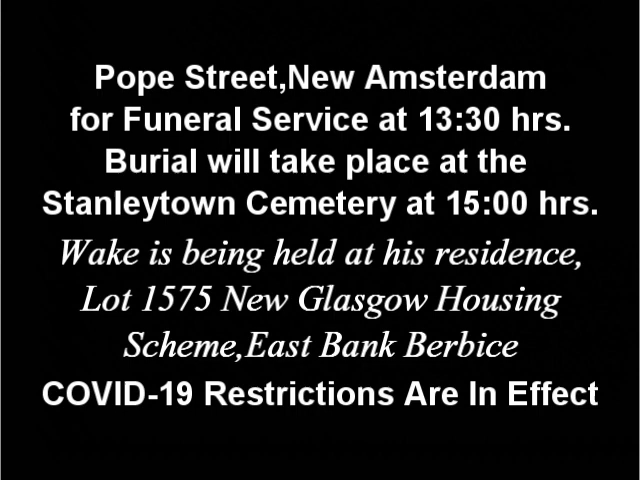 Pope Street,New Amsterdam
for Funeral Service at 13:30 hrs.
Burial will take place at the
Stanleytown Cemetery at 15:00 hrs.
Wake is being held at his residence,
Lot 1575 New Glasgow Housing
Scheme,East Bank Berbice
COVID-19 Restrictions Are In Effect